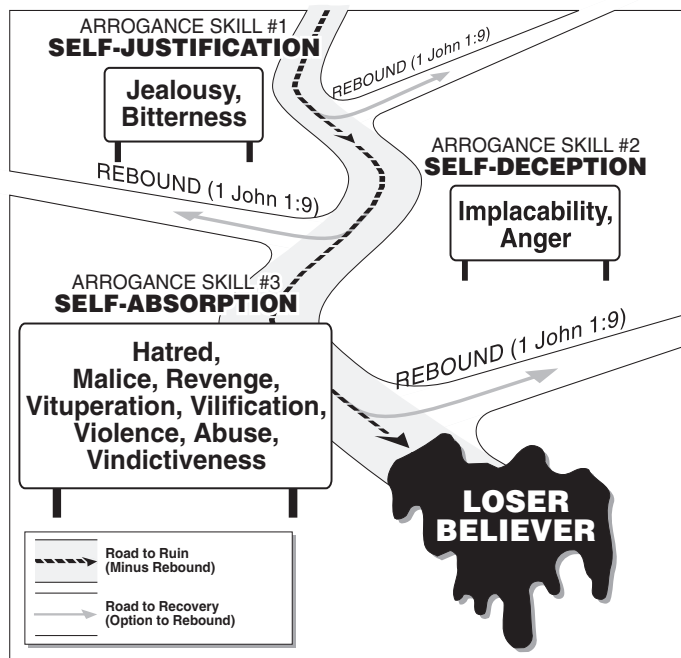 ARROGANCE SKILL #1
SELF-JUSTIFICATION
Jealousy,
Bitterness
REBOUND (1 John 1:9)
ARROGANCE SKILL #2
SELF-DECEPTION
Implacability,
Anger
REBOUND (1 John 1:9)
ARROGANCE SKILL #3
SELF-ABSORPTION
Hatred,
Malice, Revenge,
Vituperation, Vilification,
Violence, Abuse,
Vindictiveness
REBOUND (1 John 1:9)
LOSER
BELIEVER
Road to Ruin
(Minus Rebound)
Road to Recovery
(Option to Rebound)